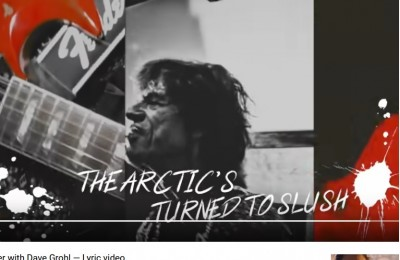 THE ARCTIC'S
TURNED TO SLUSH
er with Dave Grohl — Lyric video